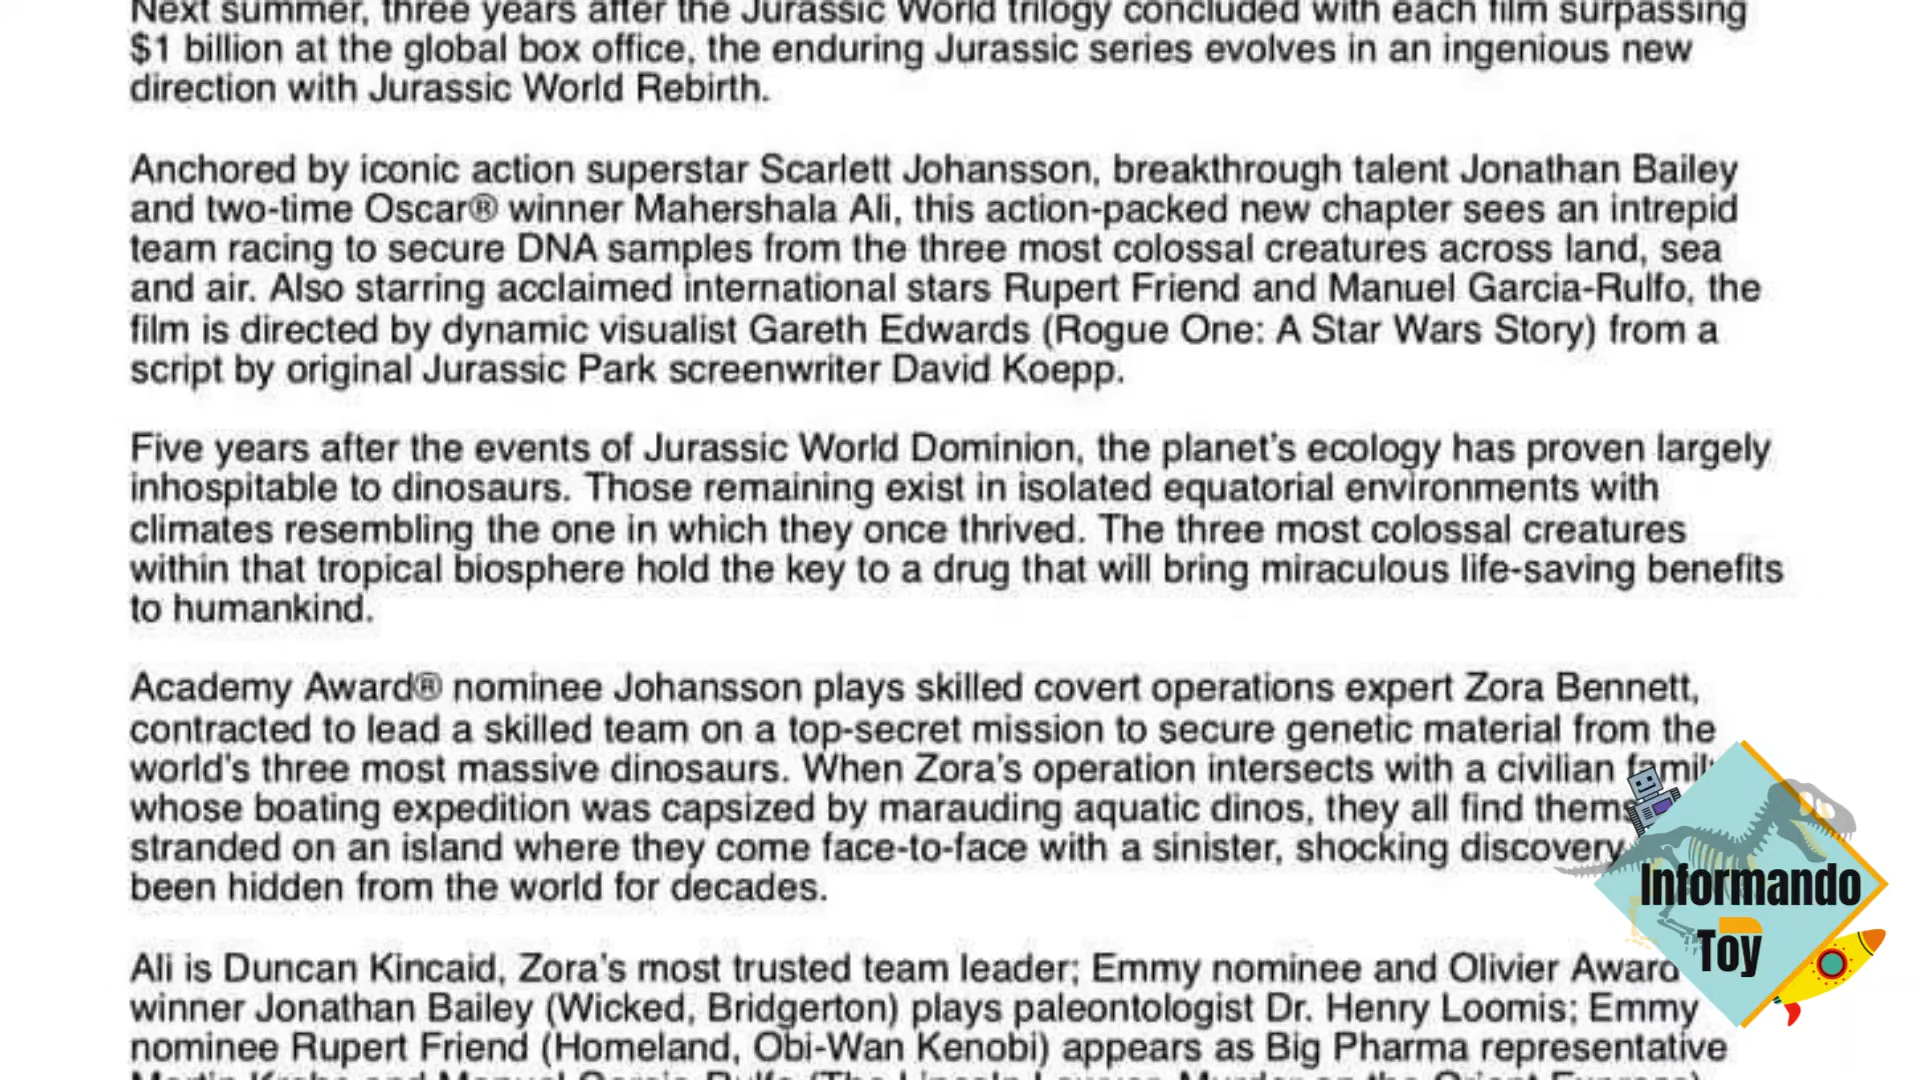 Next summer, three years after the Jurassic World trilogy concluded with each film surpassing
$1 billion at the global box office, the enduring Jurassic series evolves in an ingenious new
direction with Jurassic World Rebirth.
Anchored by iconic action superstar Scarlett Johansson, breakthrough talent Jonathan Bailey
and two-time Oscar® winner Mahershala Ali, this action-packed new chapter sees an intrepid
team racing to secure DNA samples from the three most colossal creatures across land, sea
and air. Also starring acclaimed international stars Rupert Friend and Manuel Garcia-Rulfo, the
film is directed by dynamic visualist Gareth Edwards (Rogue One: A Star Wars Story) from a
script by original Jurassic Park screenwriter David Koepp.
Five years after the events of Jurassic World Dominion, the planet's ecology has proven largely
inhospitable to dinosaurs. Those remaining exist in isolated equatorial environments with
climates resembling the one in which they once thrived. The three most colossal creatures
within that tropical biosphere hold the key to a drug that will bring miraculous life-saving benefits
to humankind.
Academy Award® nominee Johansson plays skilled covert operations expert Zora Bennett,
contracted to lead a skilled team on a top-secret mission to secure genetic material from the
world's three most massive dinosaurs. When Zora's operation intersects with a civilian family
whose boating expedition was capsized by marauding aquatic dinos, they all find thems
stranded on an island where they come face-to-face with a sinister, shocking discovery
been hidden from the world for decades.
Ali is Duncan Kincaid, Zora's most trusted team leader; Emmy nominee and Olivier Award
winner Jonathan Bailey (Wicked, Bridgerton) plays paleontologist Dr. Henry Loomis; Emmy
nominee Rupert Friend (Homeland, Obi-Wan Kenobi) appears as Big Pharma representative
Informando
Toy